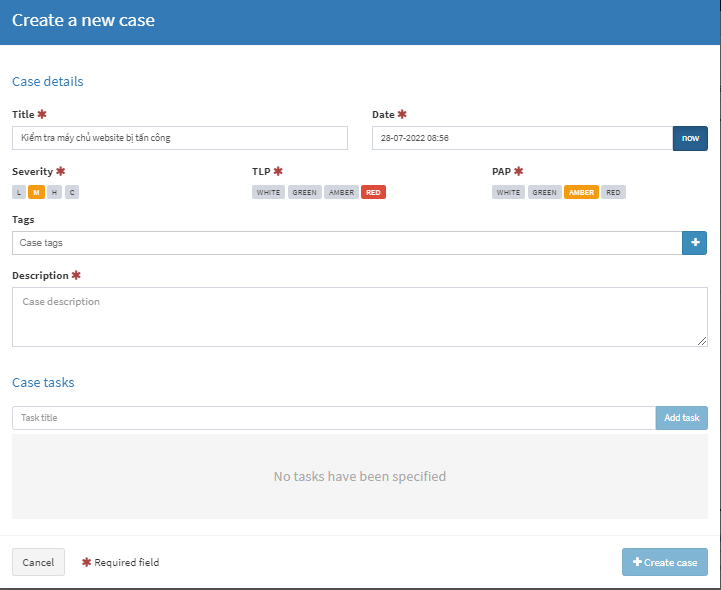 Create a new case
Case details
Title ✱ Date ✱
Kiểm tra máy chủ website bị tấn công 28-07-2022 08:56 now
Severity ✱ TLP ✱ PAP ✱
L M H C WHITE GREEN AMBER RED WHITE GREEN AMBER RED
Tags
Case tags +
Description ✱
Case description
Case tasks
Task title Add task
No tasks have been specified
Cancel ✱ Required field + Create case